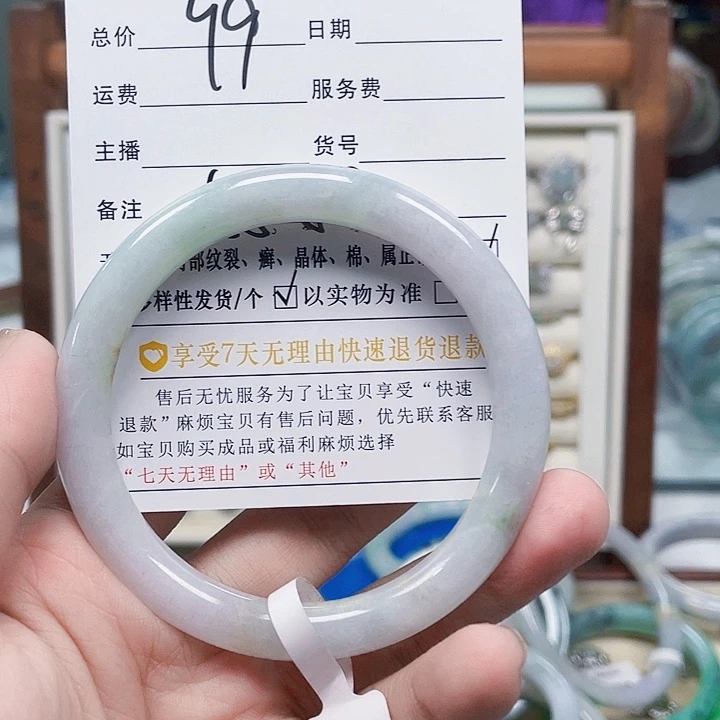 总价 99 日期
运费 服务费
主播 货号
备注
部纹裂、癣、晶体、棉、属正
多样性发货/个 ☑ 以实物为准 □
享受7天无理由快速退货退款
售后无忧服务为了让宝贝享受“快速
退款”麻烦宝贝有售后问题，优先联系客服
如宝贝购买成品或福利麻烦选择
“七天无理由”或“其他”